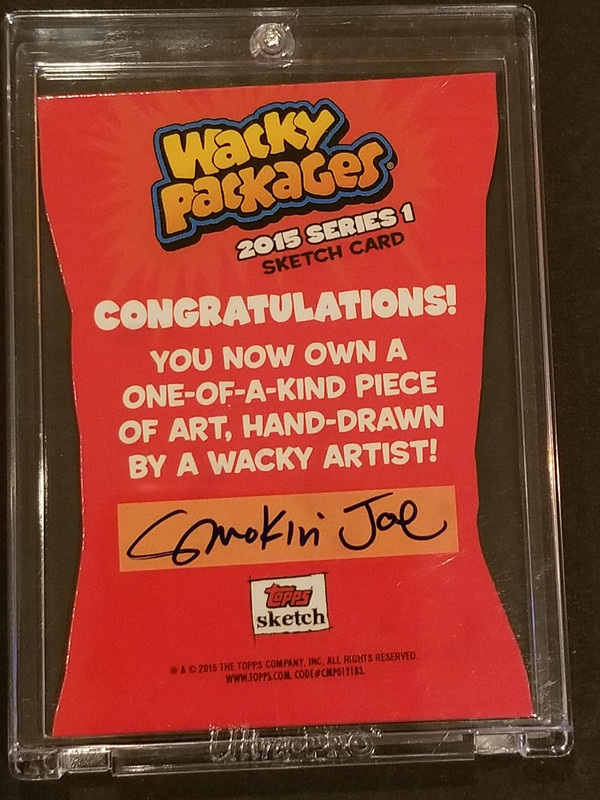 Wacky
Packages®
2015 SERIES 1
SKETCH CARD
CONGRATULATIONS!
YOU NOW OWN A
ONE-OF-A-KIND PIECE
OF ART, HAND-DRAWN
BY A WACKY ARTIST!
Smokin' Joe
Topps
sketch
® & © 2015 THE TOPPS COMPANY, INC. ALL RIGHTS RESERVED.
WWW.TOPPS.COM. CODE#CMP012183.
Ultra•PRO